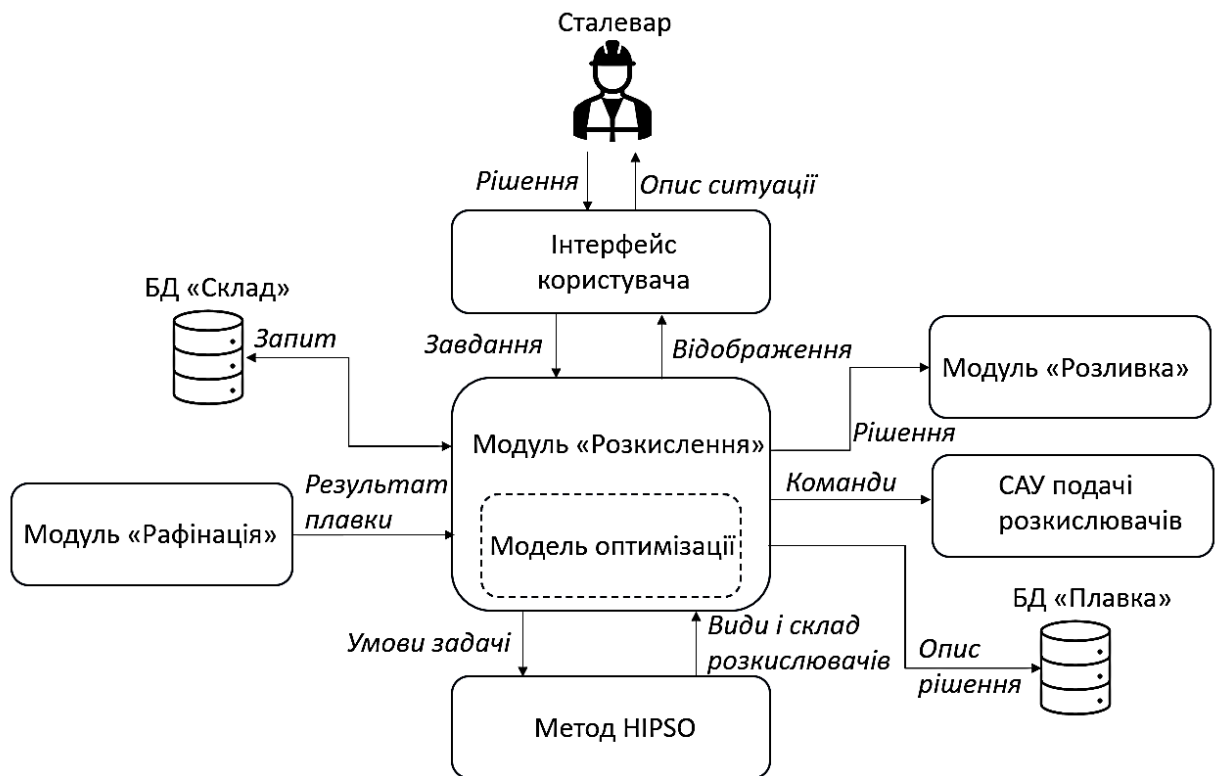 Сталевар
Рішення
Опис ситуації
Інтерфейс
користувача
БД «Склад»
Запит
Завдання
Відображення
Модуль «Розливка»
Модуль «Розкислення»
Рішення
Результат
плавки
Команди
САУ подачі
розкислювачів
Модуль «Рафінація»
Модель оптимізації
БД «Плавка»
Умови задачі
Види і склад
розкислювачів
Опис
рішення
Метод HIPSO